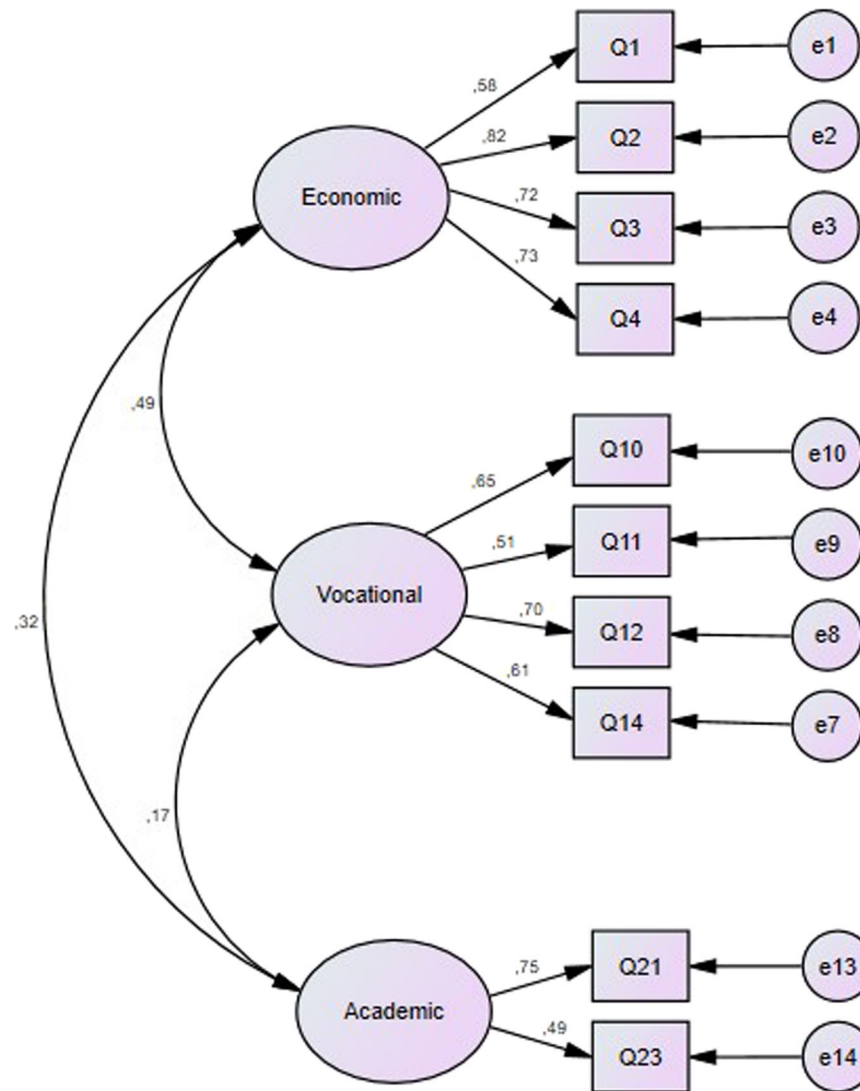 Q1
e1
,58
Q2
e2
,82
Economic
,72
Q3
e3
,73
Q4
e4
,49
Q10
e10
,65
Q11
e9
,51
Vocational
,70
Q12
e8
,32
,61
Q14
e7
,17
,75
Q21
e13
Academic
,49
Q23
e14